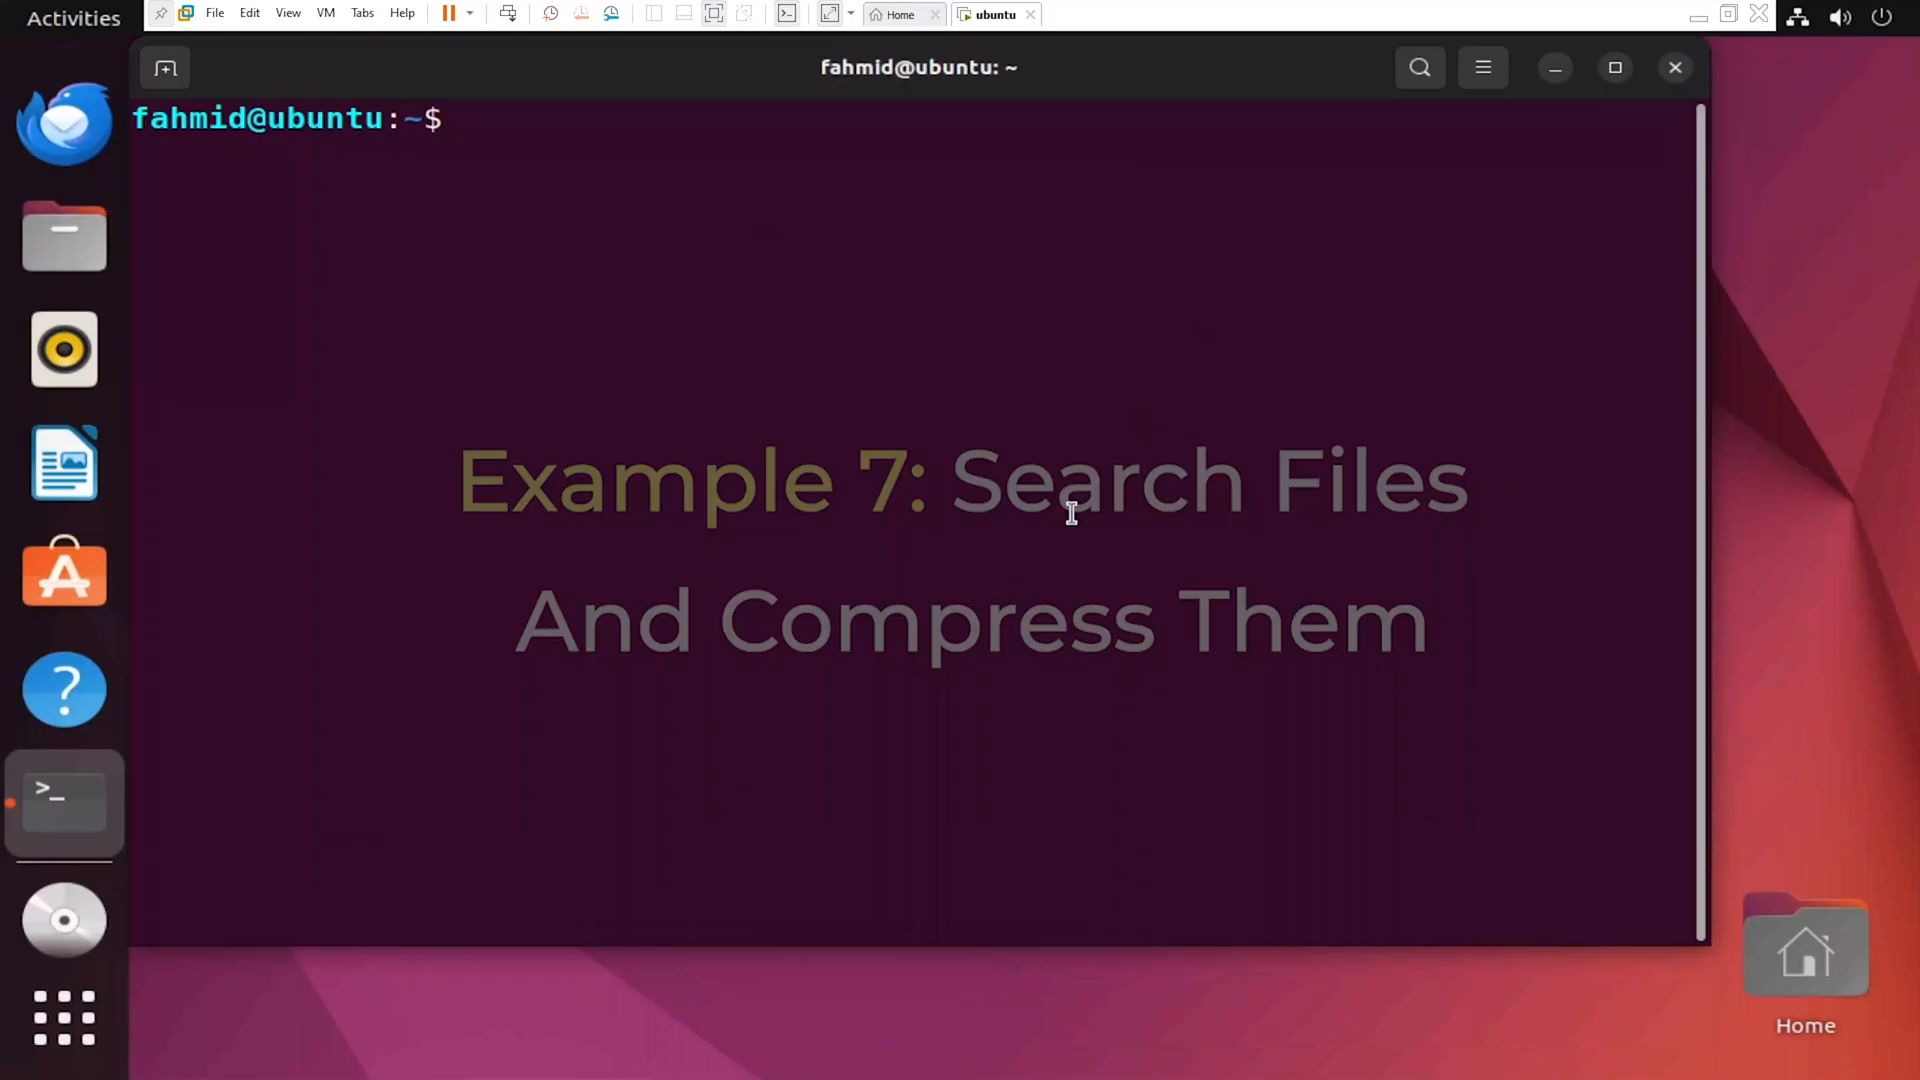 Activities
File Edit View VM Tabs Help
Home
ubuntu
fahmid@ubuntu: ~
fahmid@ubuntu:~$
Example 7: Search Files
And Compress Them
Home